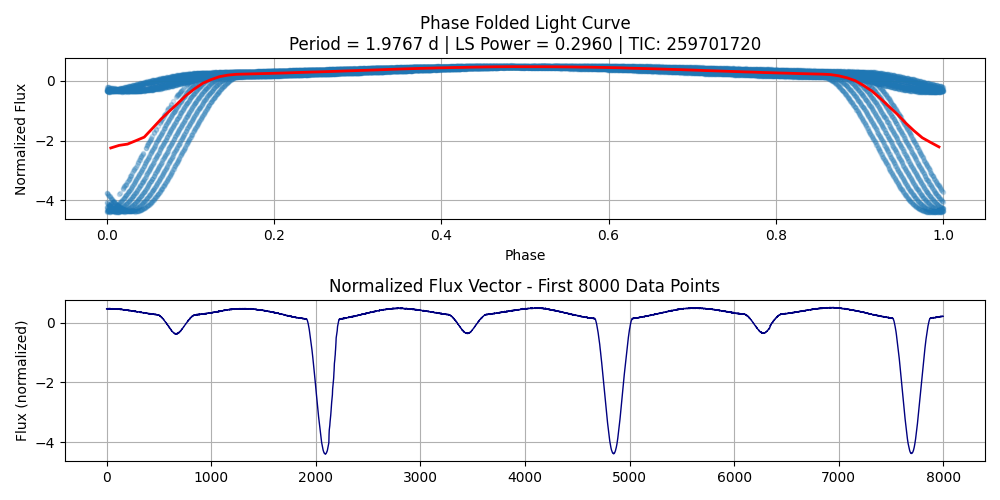 Phase Folded Light Curve
Period = 1.9767 d | LS Power = 0.2960 | TIC: 259701720
Normalized Flux
0
−2
−4
0.0 0.2 0.4 0.6 0.8 1.0
Phase
Normalized Flux Vector - First 8000 Data Points
Flux (normalized)
0
−2
−4
0 1000 2000 3000 4000 5000 6000 7000 8000